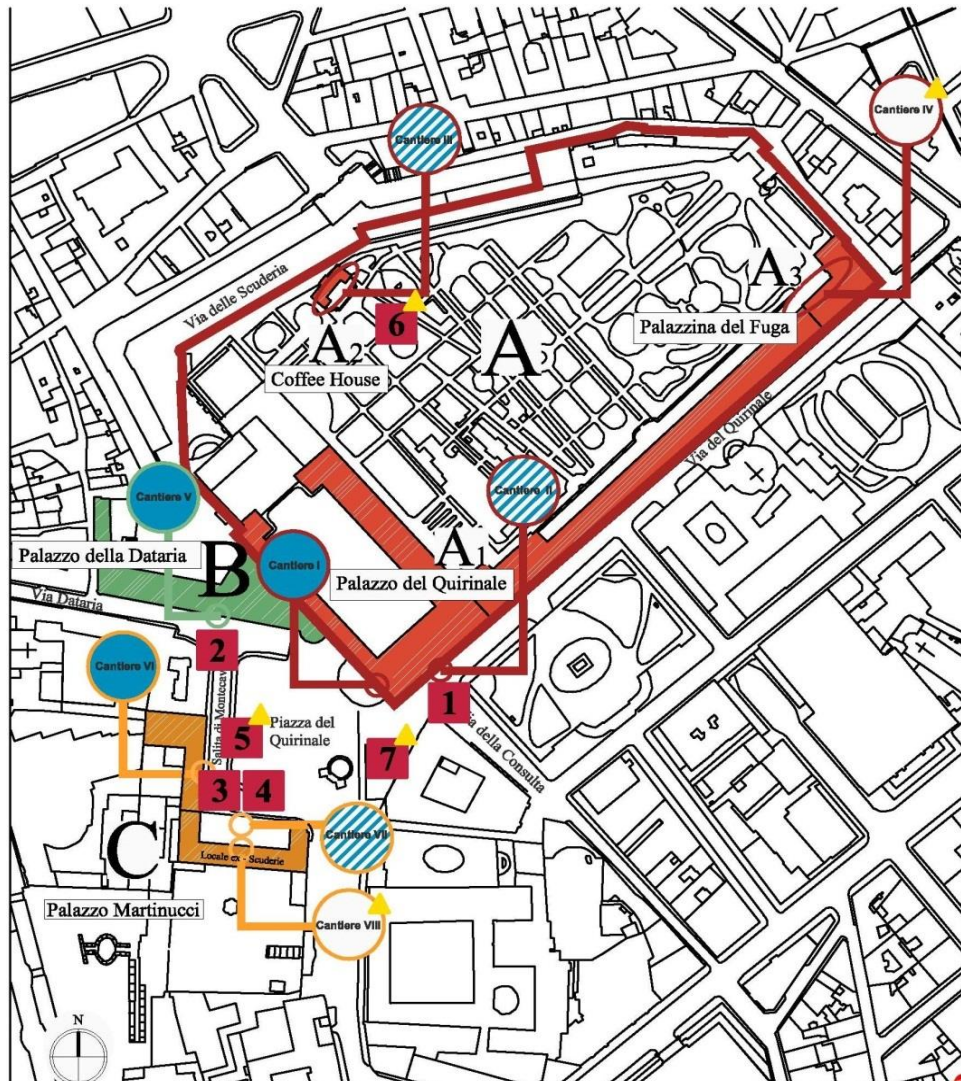 Cantiere IV
Cantiere III
Via delle Scuderia
A3
Palazzina del Fuga
6
A2
Coffee House
A
Via del Quirinale
Cantiere V
Cantiere II
Palazzo della Dataria
B
A1
Cantiere I
Palazzo del Quirinale
Via Dataria
2
Cantiere VI
1
Salita di
5
Piazza del
Quirinale
7
Via della Consulta
3
4
Cantiere VII
C
Locale ex - Scuderie
Palazzo Martinucci
Cantiere VIII
N